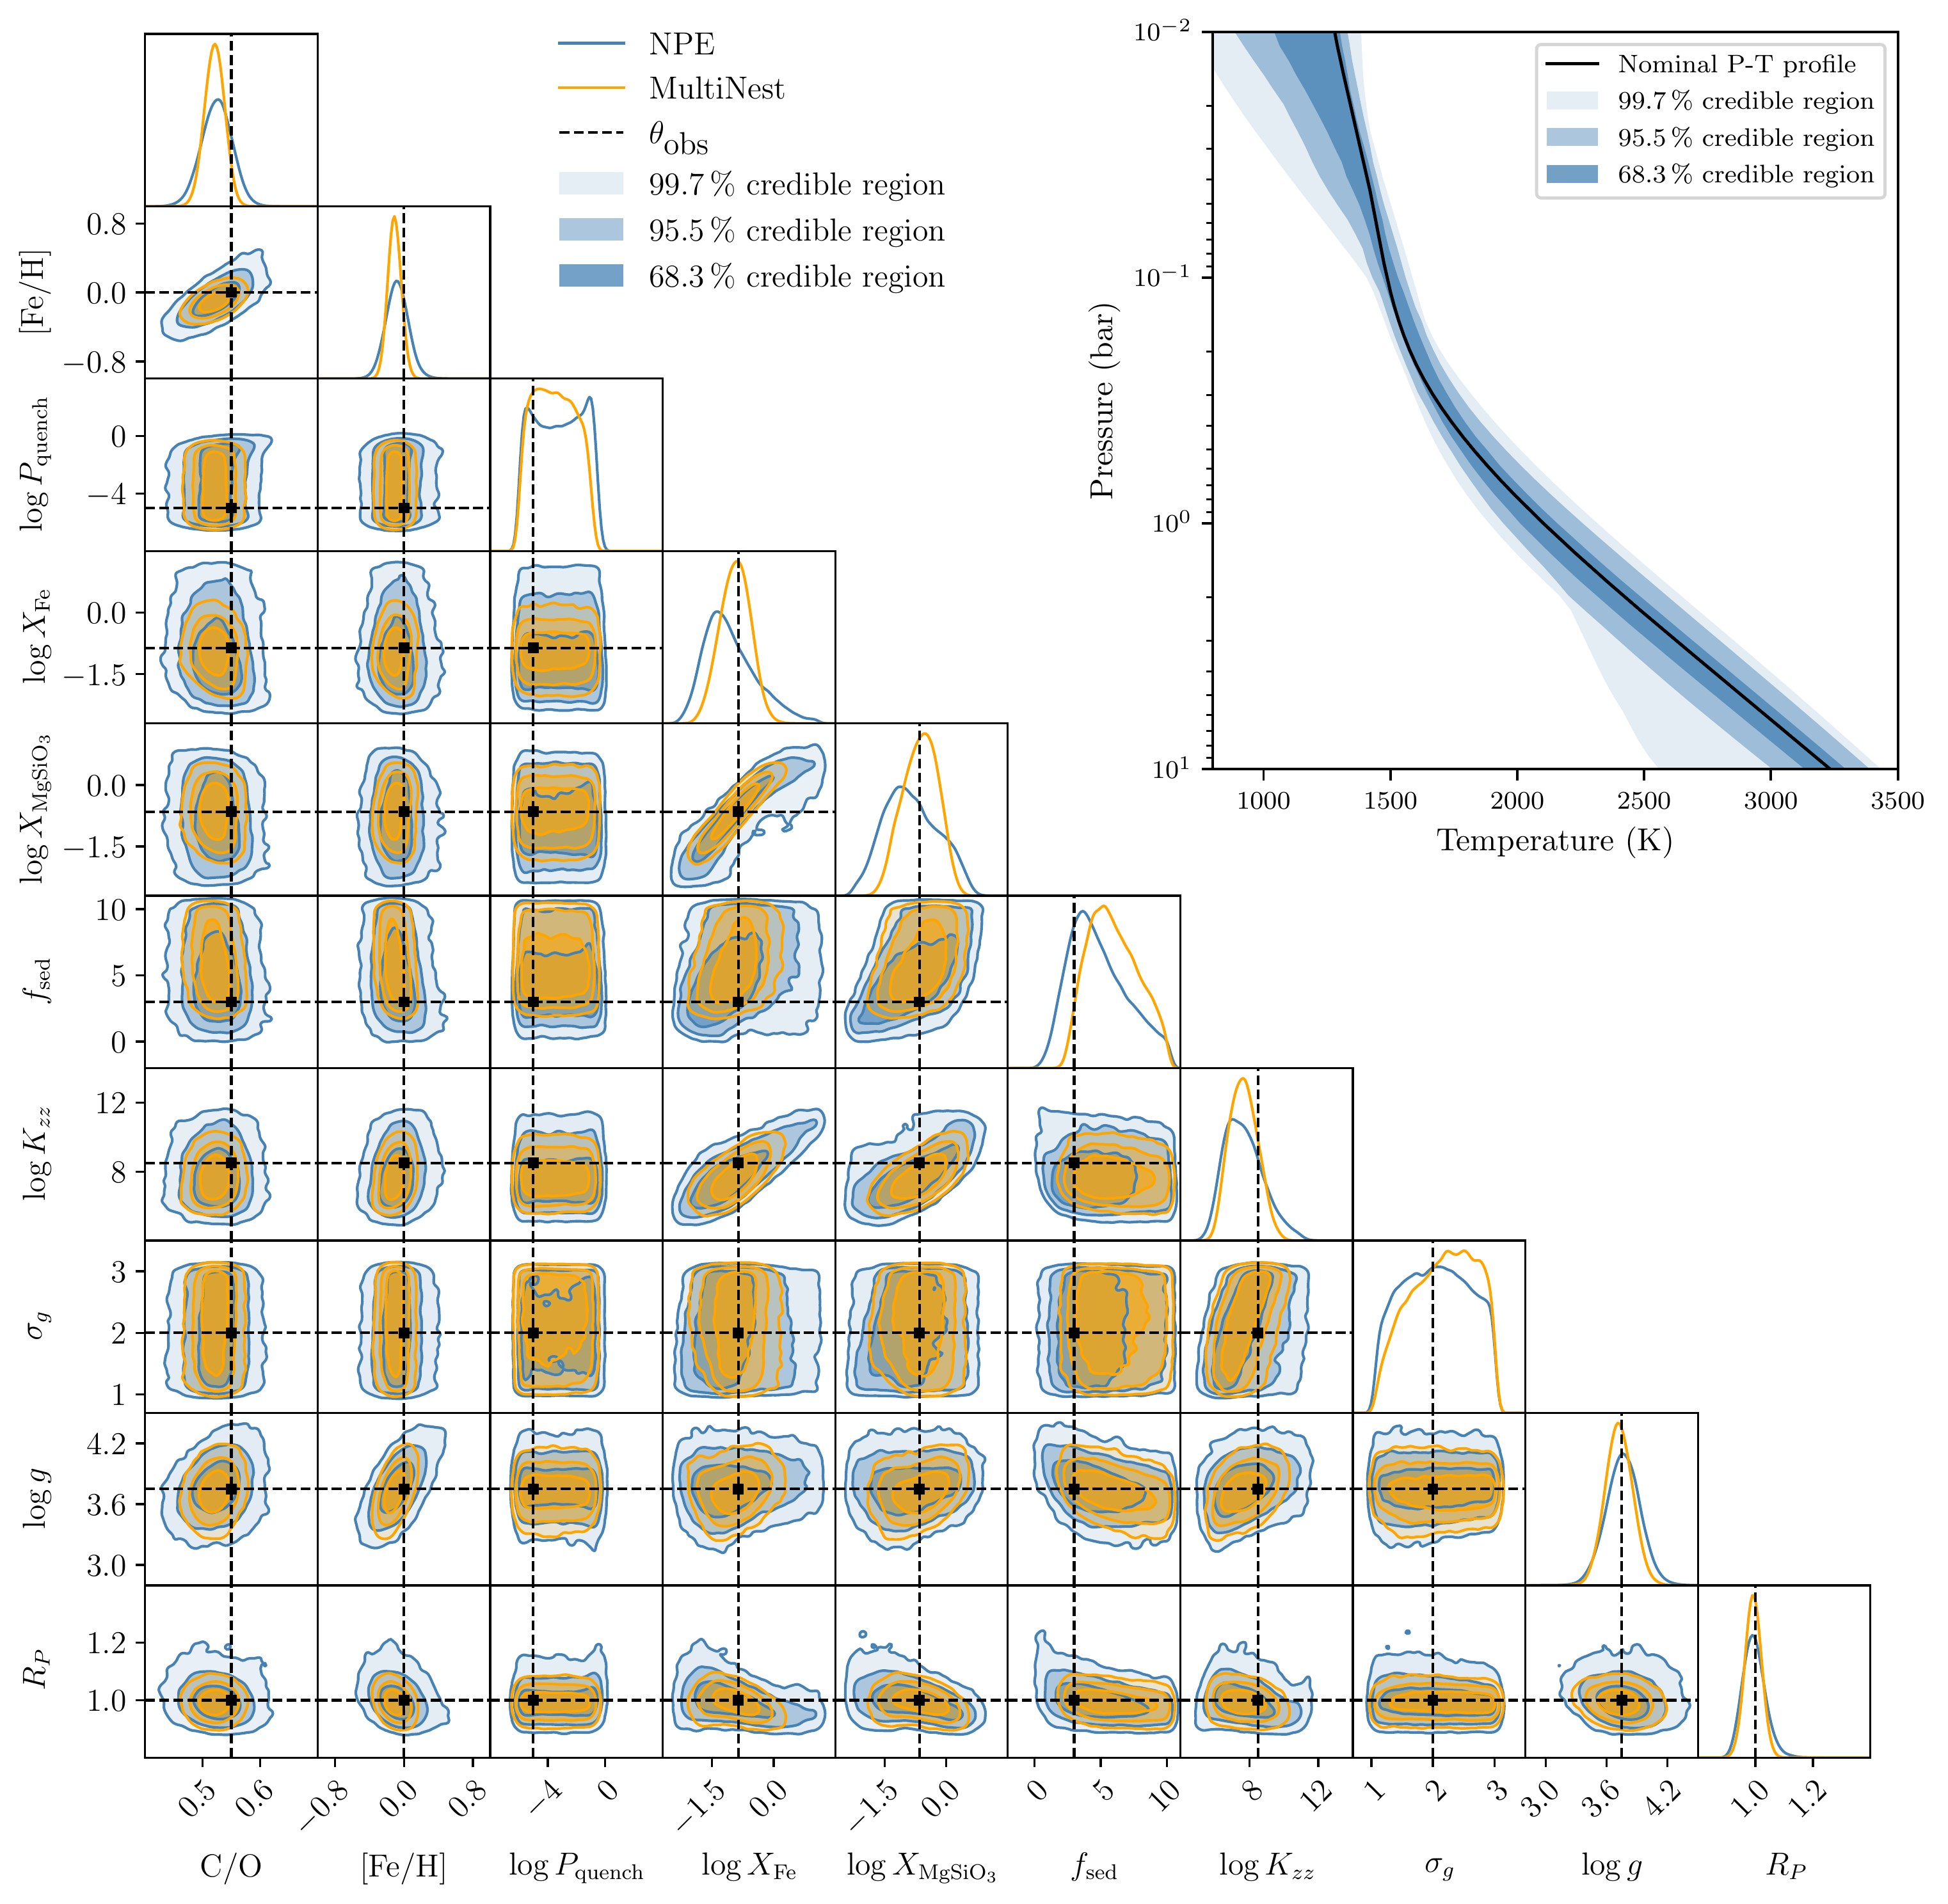 NPE
MultiNest
θobs
99.7 % credible region
95.5 % credible region
68.3 % credible region
Nominal P-T profile
99.7 % credible region
95.5 % credible region
68.3 % credible region
10⁻²
10⁻¹
10⁰
10¹
Pressure (bar)
1000 1500 2000 2500 3000 3500
Temperature (K)
[Fe/H]
0.8
0.0
−0.8
log Pquench
0
−4
log XFe
0.0
−1.5
log XMgSiO₃
0.0
−1.5
fsed
10
5
0
log Kzz
12
8
σg
3
2
1
log g
4.2
3.6
3.0
RP
1.2
1.0
0.5 0.6 −0.8 0.0 0.8 −4 0 −1.5 0.0 −1.5 0.0 0 5 10 8 12 1 2 3 3.0 3.6 4.2 1.0 1.2
C/O [Fe/H] log Pquench log XFe log XMgSiO₃ fsed log Kzz σg log g RP